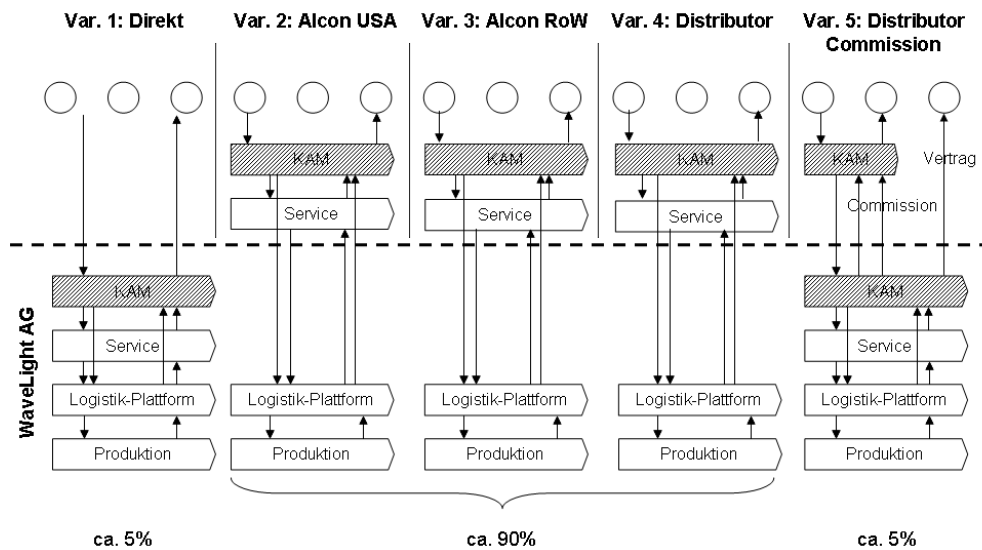 Var. 1: Direkt
Var. 2: Alcon USA
Var. 3: Alcon RoW
Var. 4: Distributor
Var. 5: Distributor
Commission
KAM
KAM
KAM
KAM
Vertrag
Service
Service
Service
Commission
WaveLight AG
KAM
KAM
Service
Service
Logistik-Plattform
Logistik-Plattform
Logistik-Plattform
Logistik-Plattform
Logistik-Plattform
Produktion
Produktion
Produktion
Produktion
Produktion
ca. 5%
ca. 90%
ca. 5%